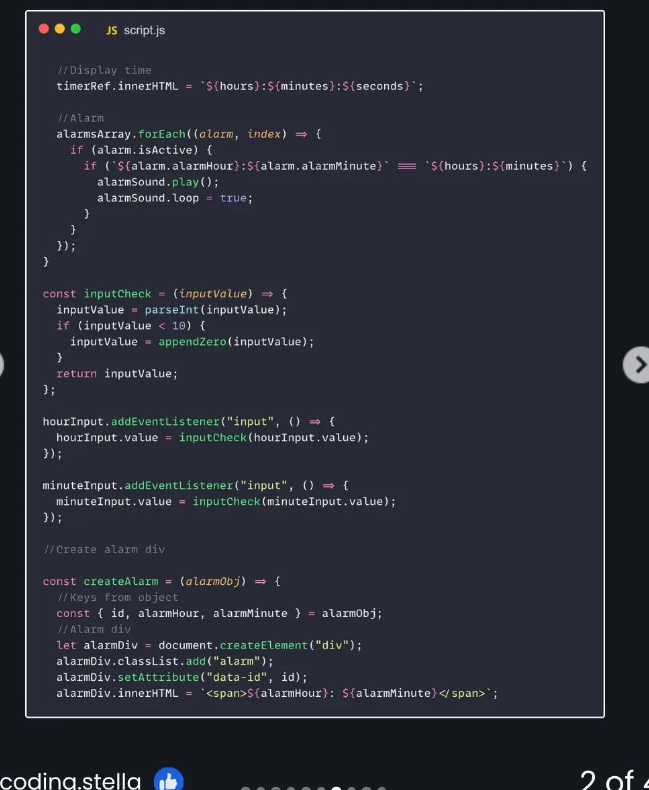 JS script.js
//Display time
timerRef.innerHTML = `${hours}:${minutes}:${seconds}`;
//Alarm
alarmsArray.forEach((alarm, index) => {
if (alarm.isActive) {
if (`${alarm.alarmHour}:${alarm.alarmMinute}` === `${hours}:${minutes}`) {
alarmSound.play();
alarmSound.loop = true;
}
}
});
}
const inputCheck = (inputValue) => {
inputValue = parseInt(inputValue);
if (inputValue < 10) {
inputValue = appendZero(inputValue);
}
return inputValue;
};
hourInput.addEventListener("input", () => {
hourInput.value = inputCheck(hourInput.value);
});
minuteInput.addEventListener("input", () => {
minuteInput.value = inputCheck(minuteInput.value);
});
//Create alarm div
const createAlarm = (alarmObj) => {
//Keys from object
const { id, alarmHour, alarmMinute } = alarmObj;
//Alarm div
let alarmDiv = document.createElement("div");
alarmDiv.classList.add("alarm");
alarmDiv.setAttribute("data-id", id);
alarmDiv.innerHTML = `<span>${alarmHour}: ${alarmMinute}</span>`;
coding.stella
2 of 4